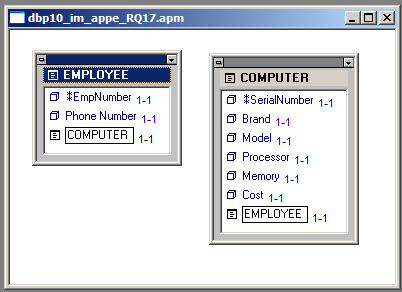 dbp10_im_appe_RQ17.apm
EMPLOYEE
*EmpNumber 1-1
Phone Number 1-1
COMPUTER 1-1
COMPUTER
*SerialNumber 1-1
Brand 1-1
Model 1-1
Processor 1-1
Memory 1-1
Cost 1-1
EMPLOYEE 1-1